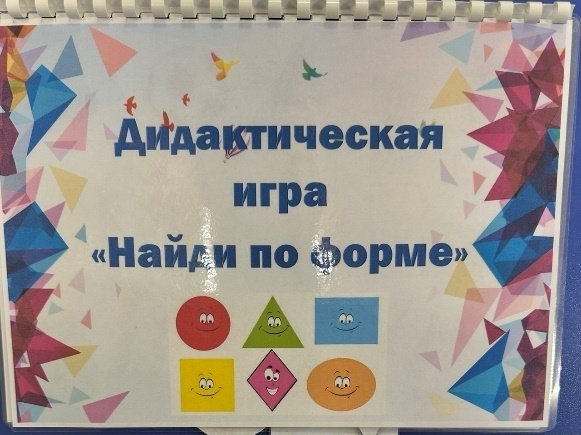 Дидактическая
игра
«Найди по форме»